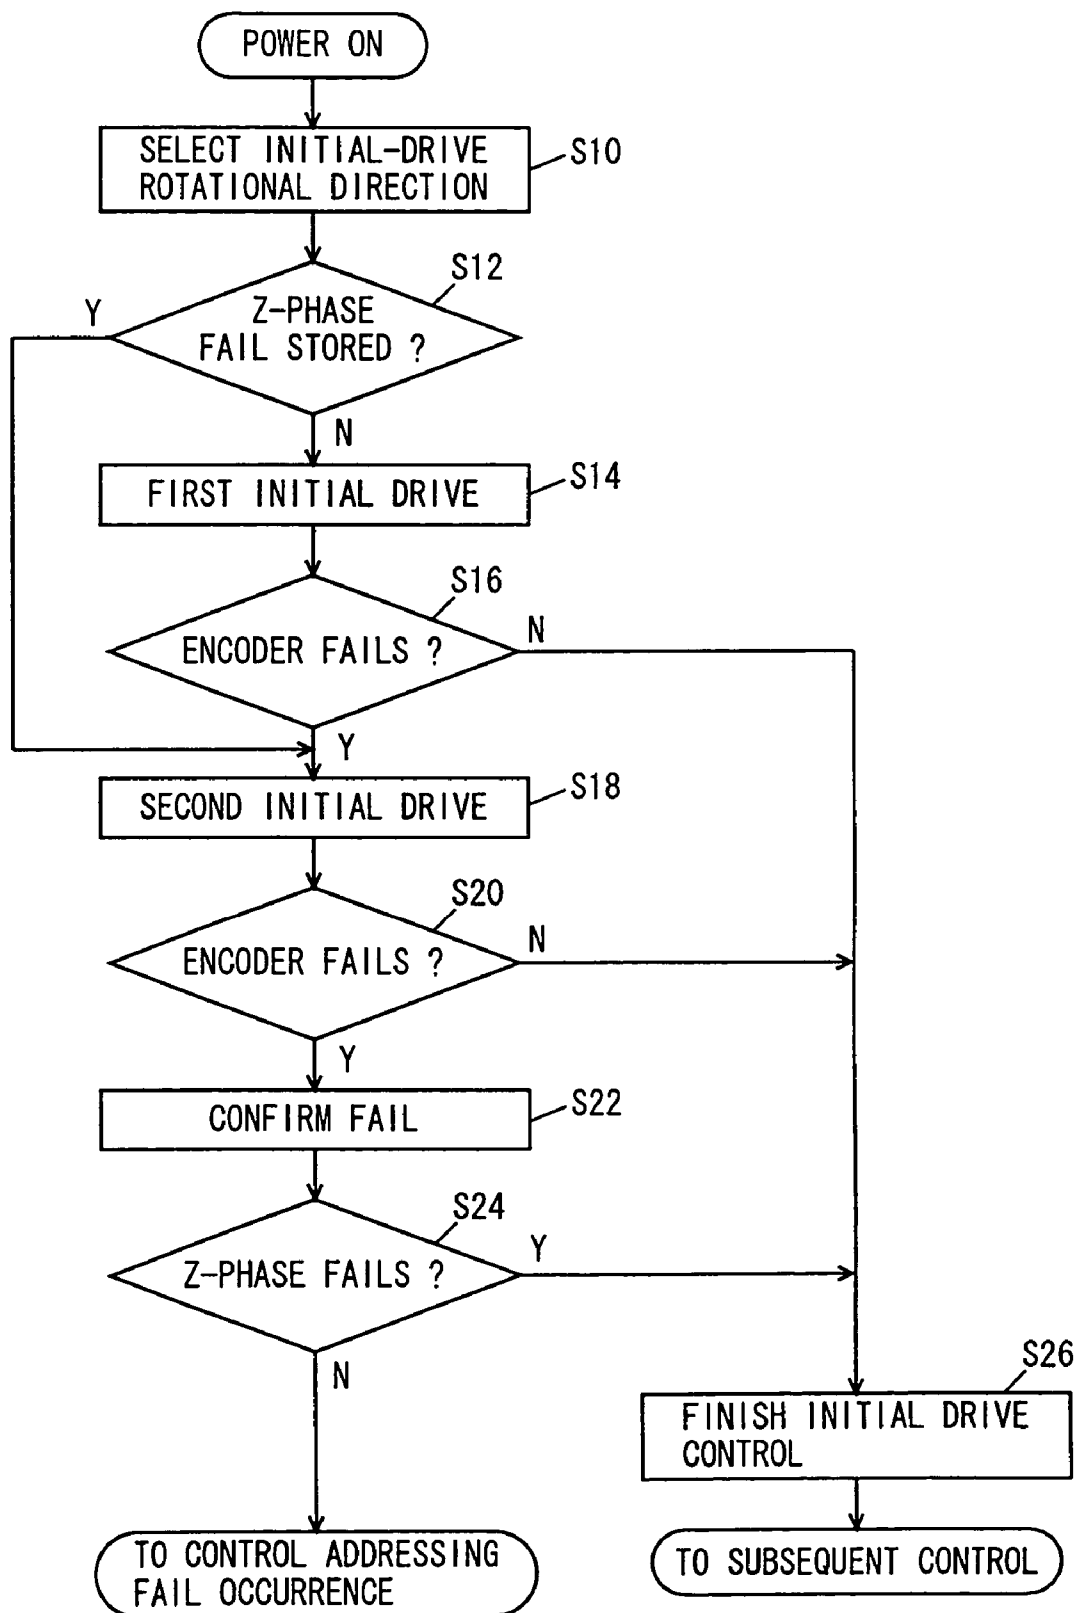 POWER ON
SELECT INITIAL-DRIVE
ROTATIONAL DIRECTION
S10
S12
Y
Z-PHASE
FAIL STORED ?
N
FIRST INITIAL DRIVE
S14
S16
ENCODER FAILS ?
N
Y
SECOND INITIAL DRIVE
S18
S20
ENCODER FAILS ?
N
Y
CONFIRM FAIL
S22
S24
Z-PHASE FAILS ?
Y
N
S26
FINISH INITIAL DRIVE
CONTROL
TO CONTROL ADDRESSING
FAIL OCCURRENCE
TO SUBSEQUENT CONTROL